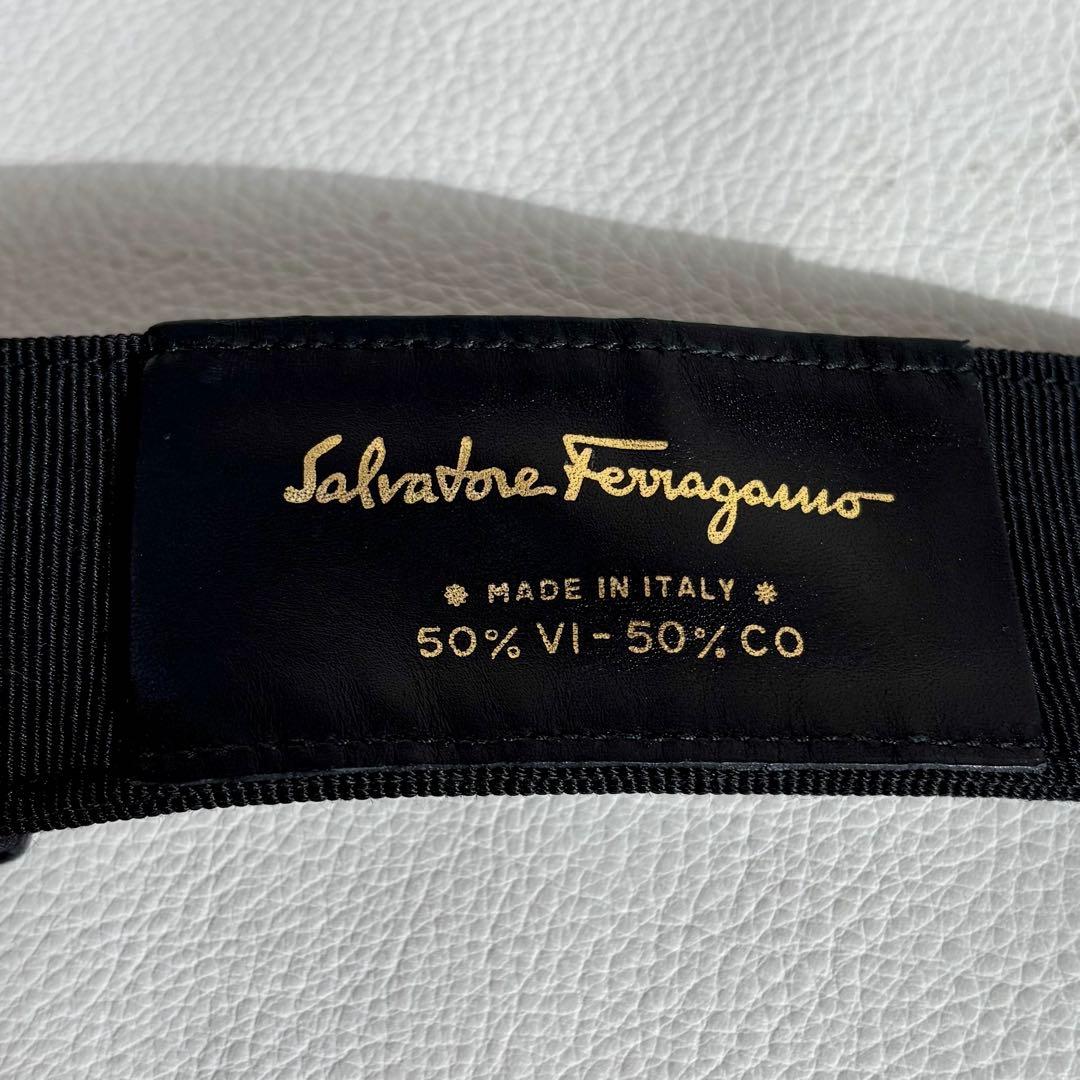 Salvatore Ferragamo
* MADE IN ITALY *
50% VI - 50% CO